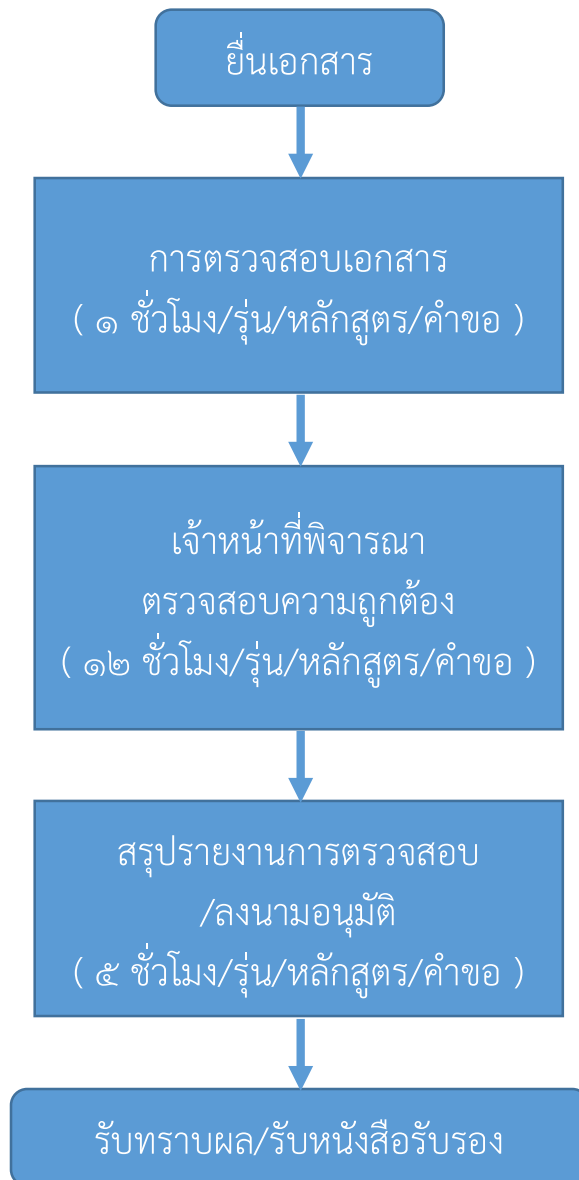 ยื่นเอกสาร
การตรวจสอบเอกสาร
( ๑ ชั่วโมง/รุ่น/หลักสูตร/คำขอ )
เจ้าหน้าที่พิจารณา
ตรวจสอบความถูกต้อง
( ๑๒ ชั่วโมง/รุ่น/หลักสูตร/คำขอ )
สรุปรายงานการตรวจสอบ
/ลงนามอนุมัติ
( ๕ ชั่วโมง/รุ่น/หลักสูตร/คำขอ )
รับทราบผล/รับหนังสือรับรอง